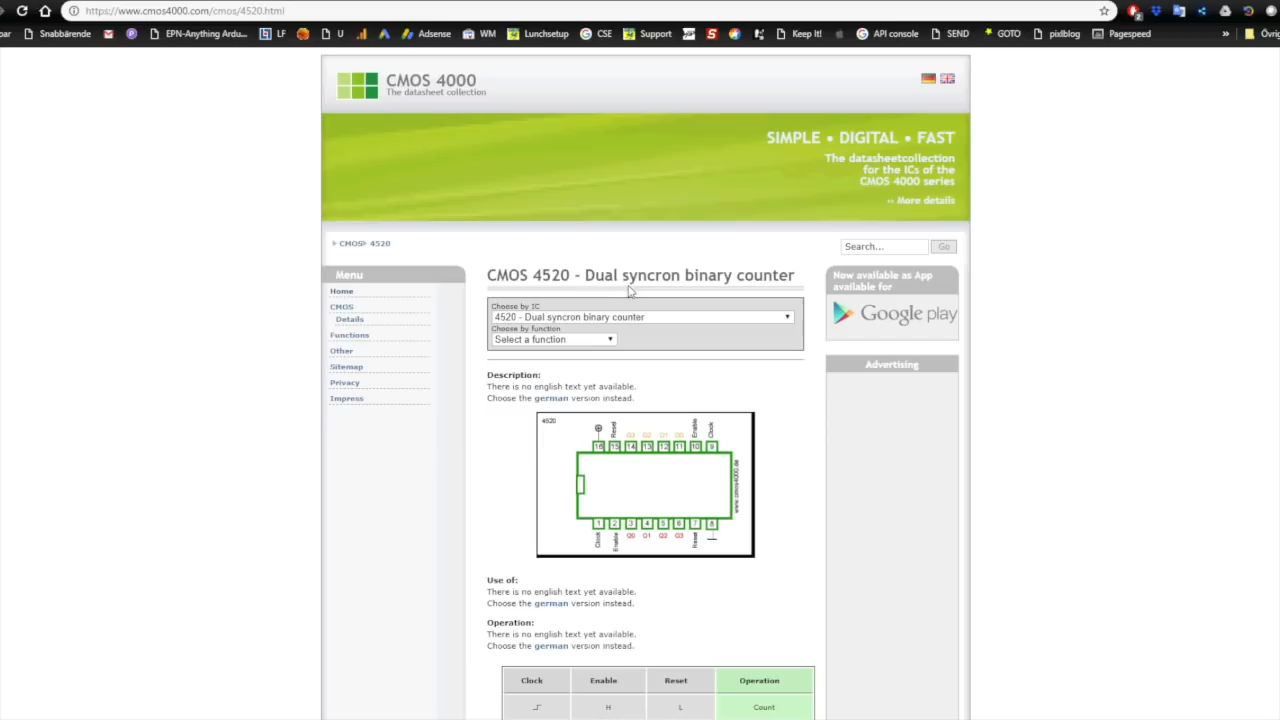 https://www.cmos4000.com/cmos/4520.html
Snabbärende EPN-Anything Ardu... LF U Adsense WM Lunchsetup CSE Support Keep It! API console SEND GOTO pixlblog Pagespeed » Övrig
CMOS 4000
The datasheet collection
SIMPLE • DIGITAL • FAST
The datasheetcollection
for the ICs of the
CMOS 4000 series
›› More details
CMOS 4520
Search... Go
Menu
Home
CMOS
Details
Functions
Other
Sitemap
Privacy
Impress
CMOS 4520 - Dual syncron binary counter
Choose by IC
4520 - Dual syncron binary counter
Choose by function
Select a function
Description:
There is no english text yet available.
Choose the german version instead.
4520
Reset Q3 Q2 Q1 Q0 Enable Clock
16 15 14 13 12 11 10 9
www.cmos4000.de
1 2 3 4 5 6 7 8
Clock Enable Q0 Q1 Q2 Q3 Reset
Use of:
There is no english text yet available.
Choose the german version instead.
Operation:
There is no english text yet available.
Choose the german version instead.
Clock Enable Reset Operation
H L Count
Now available as App
available for
Google play
Advertising